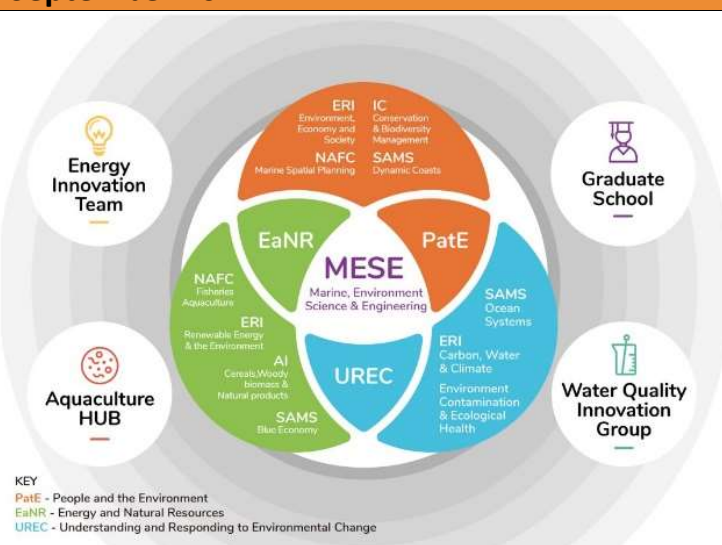 ERI
Environment,
Economy and
Society
IC
Conservation
& Biodiversity
Management
NAFC
Marine Spatial Planning
SAMS
Dynamic Coasts
Energy
Innovation
Team
Graduate
School
EaNR
PatE
MESE
Marine, Environment
Science & Engineering
NAFC
Fisheries
Aquaculture
ERI
Renewable Energy
& the Environment
AI
Cereals,Woody
biomass &
Natural products
SAMS
Blue Economy
SAMS
Ocean
Systems
ERI
Carbon, Water
& Climate
Environment
Contamination
& Ecological
Health
UREC
Aquaculture
HUB
Water Quality
Innovation
Group
KEY
PatE - People and the Environment
EaNR - Energy and Natural Resources
UREC - Understanding and Responding to Environmental Change